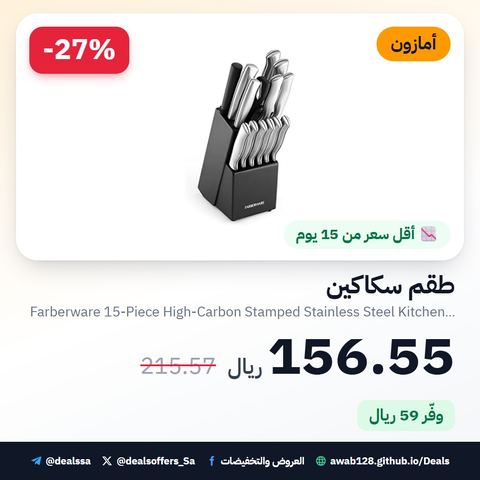 -27%
أمازون
FARBERWARE
أقل سعر من 15 يوم
طقم سكاكين
Farberware 15-Piece High-Carbon Stamped Stainless Steel Kitchen...
156.55 ريال 215.57
وفّر 59 ريال
@dealssa @dealsoffers_Sa العروض والتخفيضات awab128.github.io/Deals